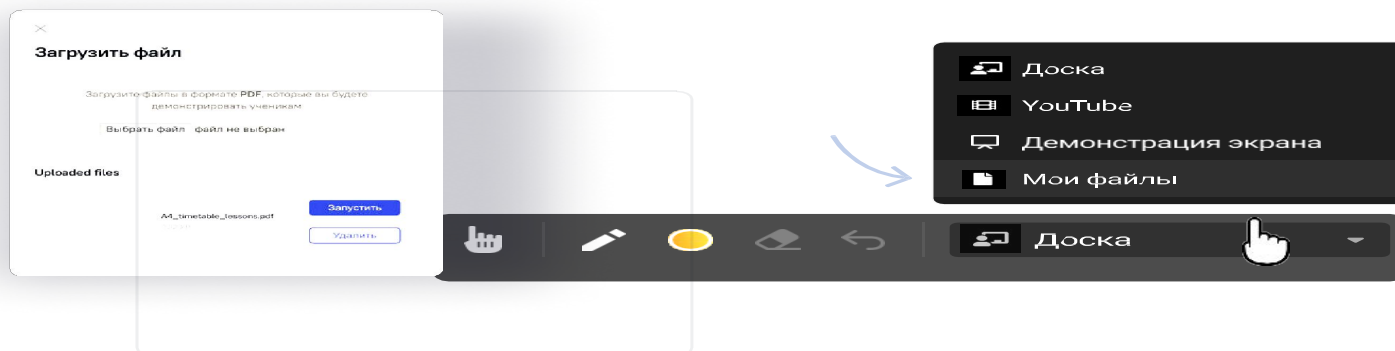 Загрузить файл
Загрузите файлы в формате PDF, которые вы будете
демонстрировать ученикам
Выбрать файл файл не выбран
Uploaded files
A4_timetable_lessons.pdf
Запустить
Удалить
Доска
YouTube
Демонстрация экрана
Мои файлы
Доска